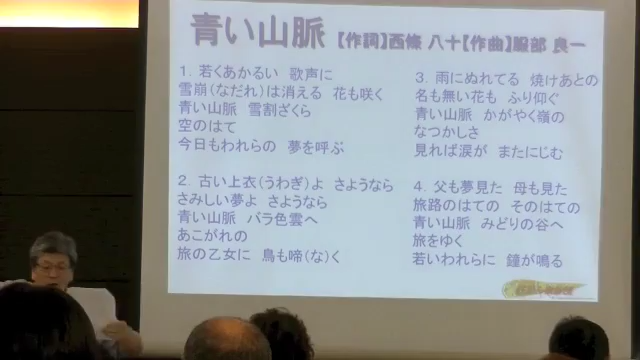 青い山脈 【作詞】西條 八十【作曲】服部 良一
1．若くあかるい 歌声に
雪崩(なだれ)は消える 花も咲く
青い山脈 雪割ざくら
空のはて
今日もわれらの 夢を呼ぶ
2．古い上衣(うわぎ)よ さようなら
さみしい夢よ さようなら
青い山脈 バラ色雲へ
あこがれの
旅の乙女に 鳥も啼(な)く
3．雨にぬれてる 焼けあとの
名も無い花も ふり仰ぐ
青い山脈 かがやく嶺の
なつかしさ
見れば涙が またにじむ
4．父も夢見た 母も見た
旅路のはての そのはての
青い山脈 みどりの谷へ
旅をゆく
若いわれらに 鐘が鳴る